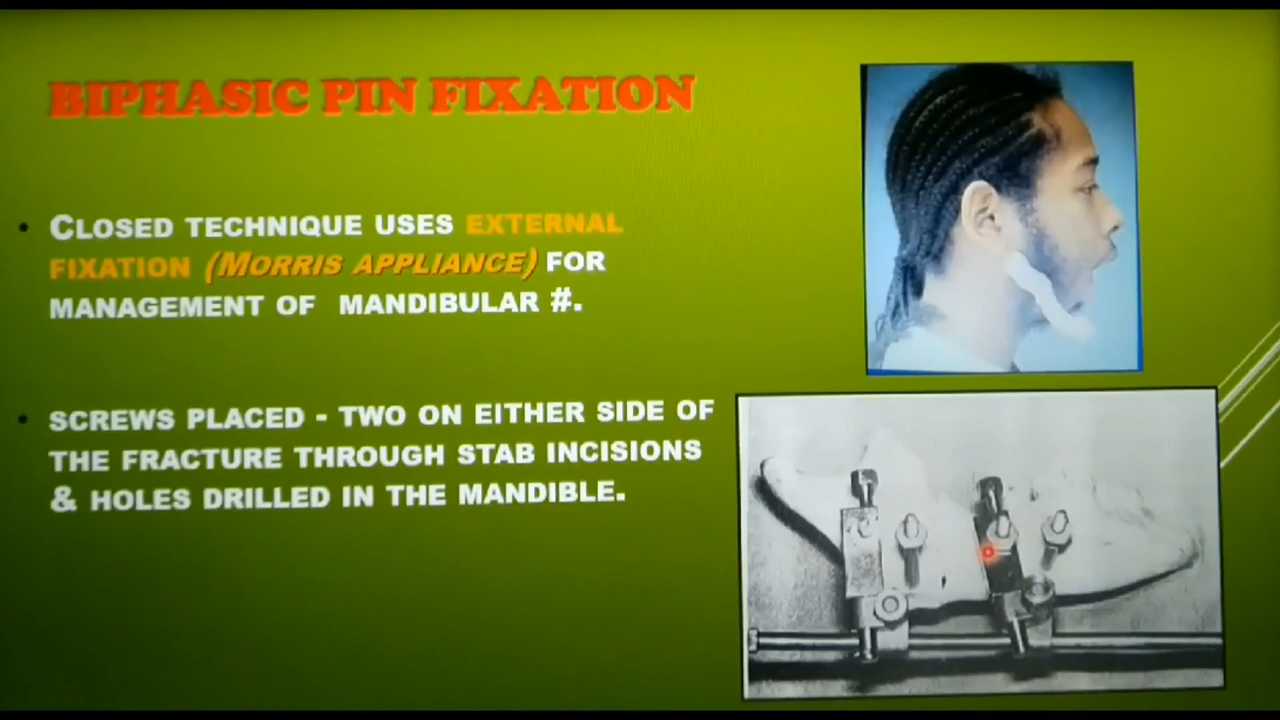 BIPHASIC PIN FIXATION
• CLOSED TECHNIQUE USES EXTERNAL
FIXATION (MORRIS APPLIANCE) FOR
MANAGEMENT OF MANDIBULAR #.
• SCREWS PLACED - TWO ON EITHER SIDE OF
THE FRACTURE THROUGH STAB INCISIONS
& HOLES DRILLED IN THE MANDIBLE.